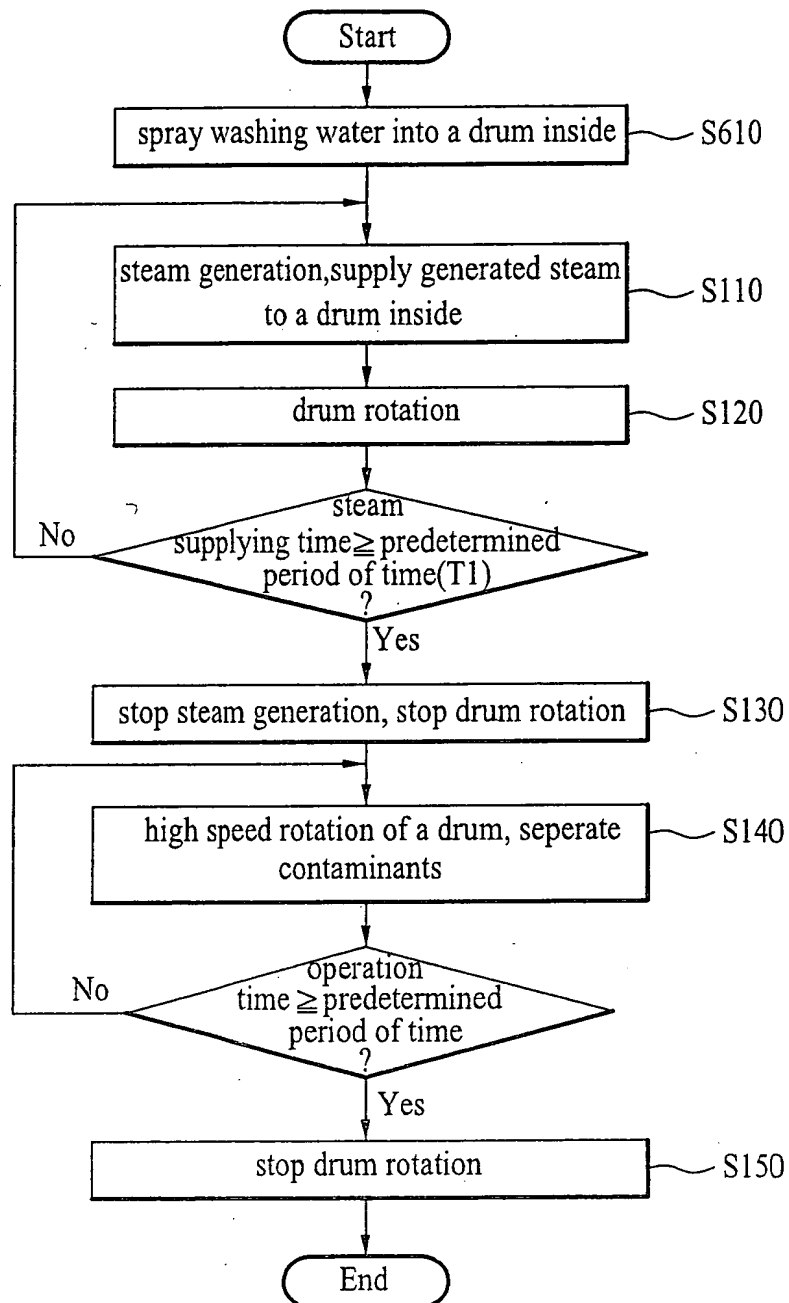 Start
spray washing water into a drum inside
S610
steam generation,supply generated steam
to a drum inside
S110
drum rotation
S120
steam
supplying time≧predetermined
period of time(T1)
?
No
Yes
stop steam generation, stop drum rotation
S130
high speed rotation of a drum, seperate
contaminants
S140
operation
time≧predetermined
period of time
?
No
Yes
stop drum rotation
S150
End